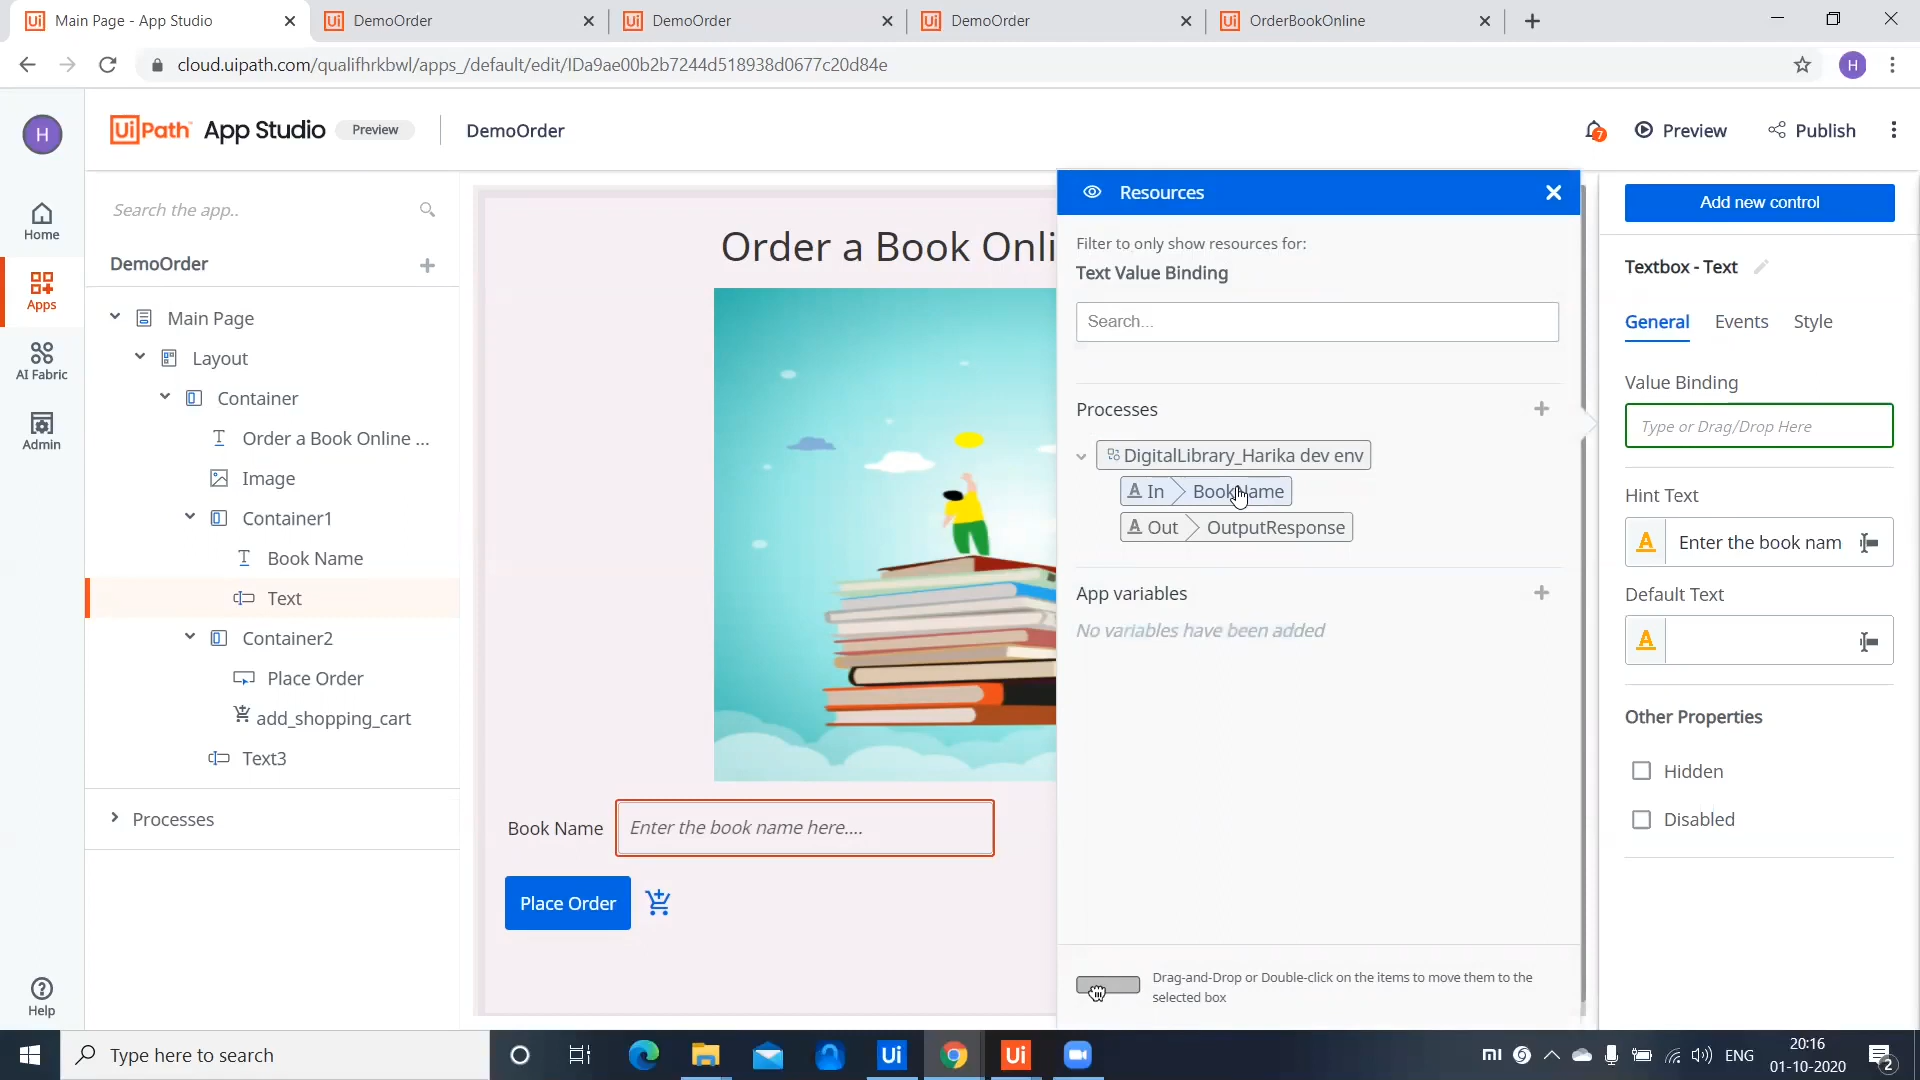 Main Page - App Studio
DemoOrder
DemoOrder
DemoOrder
OrderBookOnline
cloud.uipath.com/qualifhrkbwl/apps_/default/edit/IDa9ae00b2b7244d518938d0677c20d84e
H
H
UiPath App Studio
Preview
DemoOrder
7
Preview
Publish
Home
Apps
AI Fabric
Admin
Help
Search the app..
DemoOrder
Main Page
Layout
Container
Order a Book Online ...
Image
Container1
Book Name
Text
Container2
Place Order
add_shopping_cart
Text3
Processes
Order a Book Onli
Book Name
Enter the book name here....
Place Order
Resources
Filter to only show resources for:
Text Value Binding
Search...
Processes
DigitalLibrary_Harika dev env
A In BookName
A Out OutputResponse
App variables
No variables have been added
Drag-and-Drop or Double-click on the items to move them to the
selected box
Add new control
Textbox - Text
General
Events
Style
Value Binding
Type or Drag/Drop Here
Hint Text
A
Enter the book nam
Default Text
A
Other Properties
Hidden
Disabled
Type here to search
Ui
Ui
mi
ENG
20:16
01-10-2020
2